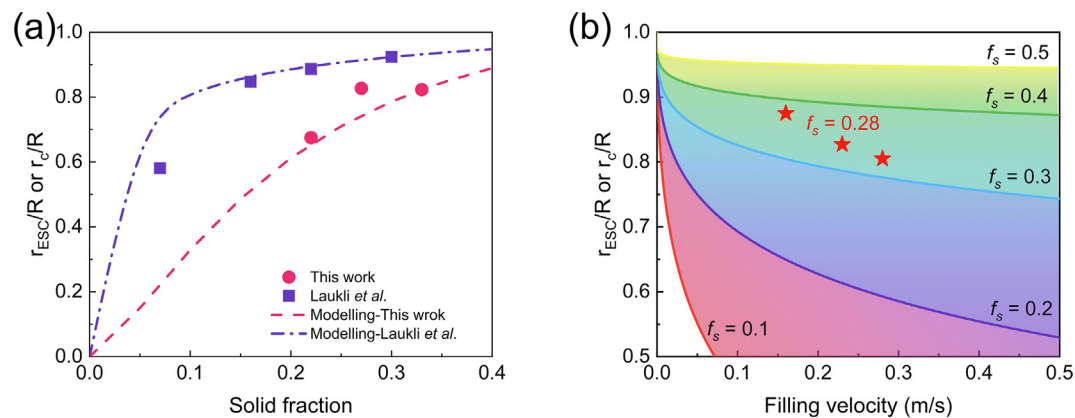 (a)
r_ESC/R or r_c/R
1.0
0.8
0.6
0.4
0.2
0.0
This work
Laukli et al.
Modelling-This wrok
Modelling-Laukli et al.
0.0 0.1 0.2 0.3 0.4
Solid fraction
(b)
r_ESC/R or r_c/R
1.0
0.9
0.8
0.7
0.6
0.5
f_s = 0.5
f_s = 0.4
f_s = 0.28
f_s = 0.3
f_s = 0.2
f_s = 0.1
0.0 0.1 0.2 0.3 0.4 0.5
Filling velocity (m/s)